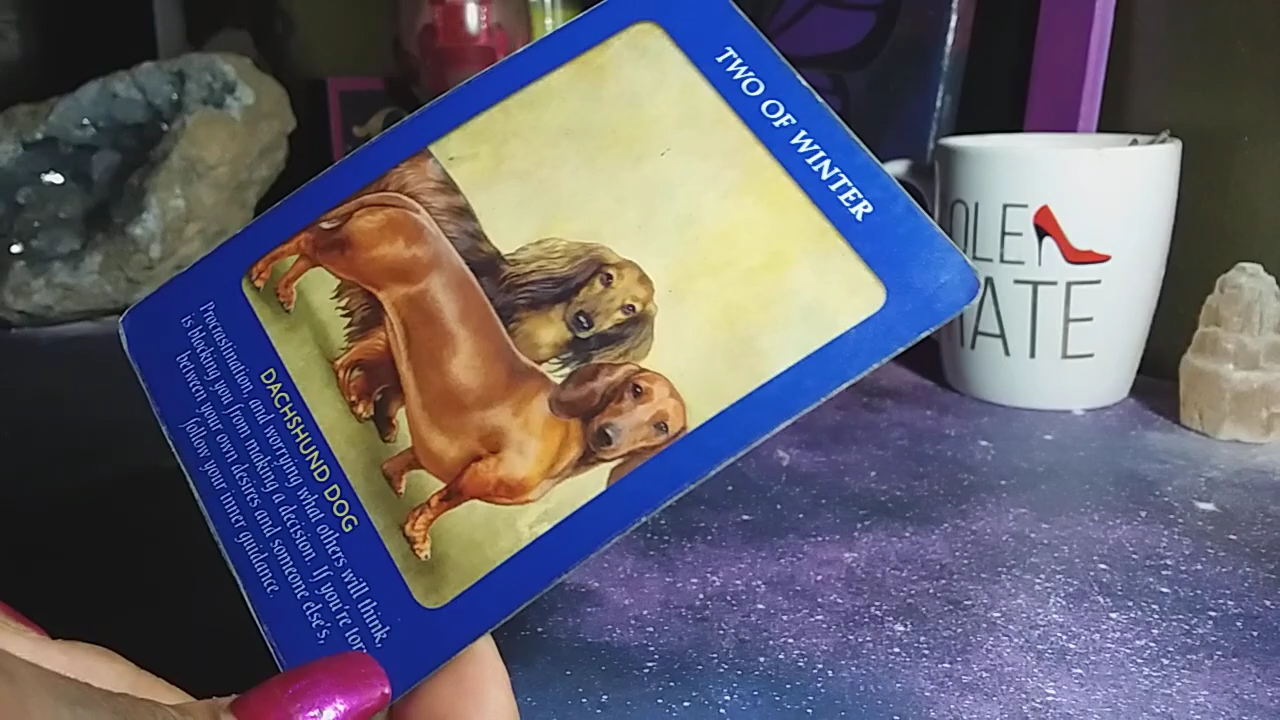 TWO OF WINTER
DACHSHUND DOG
Procrastination, and worrying what others will think,
is blocking you from making a decision. If you're
between your own desires and someone else's,
follow your inner guidance.
OLE
ATE